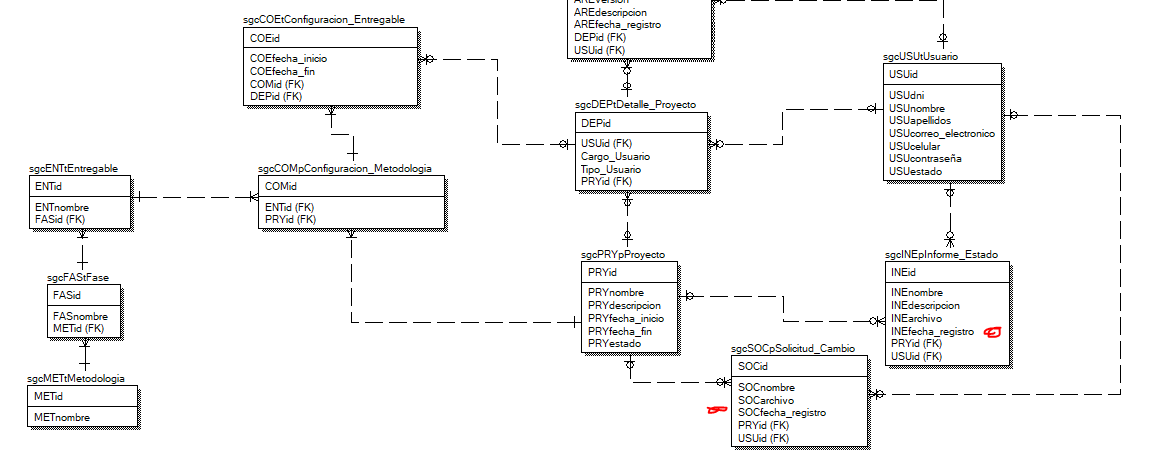 AREversion
AREdescripcion
AREfecha_registro
DEPid (FK)
USUid (FK)
sgcCOEtConfiguracion_Entregable
COEid
COEfecha_inicio
COEfecha_fin
COMid (FK)
DEPid (FK)
sgcUSUtUsuario
USUid
USUdni
USUnombre
USUapellidos
USUcorreo_electronico
USUcelular
USUcontraseña
USUestado
sgcDEPtDetalle_Proyecto
DEPid
USUid (FK)
Cargo_Usuario
Tipo_Usuario
PRYid (FK)
sgcENTtEntregable
ENTid
ENTnombre
FASid (FK)
sgcCOMpConfiguracion_Metodologia
COMid
ENTid (FK)
PRYid (FK)
sgcFAStFase
FASid
FASnombre
METid (FK)
sgcPRYpProyecto
PRYid
PRYnombre
PRYdescripcion
PRYfecha_inicio
PRYfecha_fin
PRYestado
sgcINEpInforme_Estado
INEid
INEnombre
INEdescripcion
INEarchivo
INEfecha_registro
PRYid (FK)
USUid (FK)
sgcMETtMetodologia
METid
METnombre
sgcSOCpSolicitud_Cambio
SOCid
SOCnombre
SOCarchivo
SOCfecha_registro
PRYid (FK)
USUid (FK)